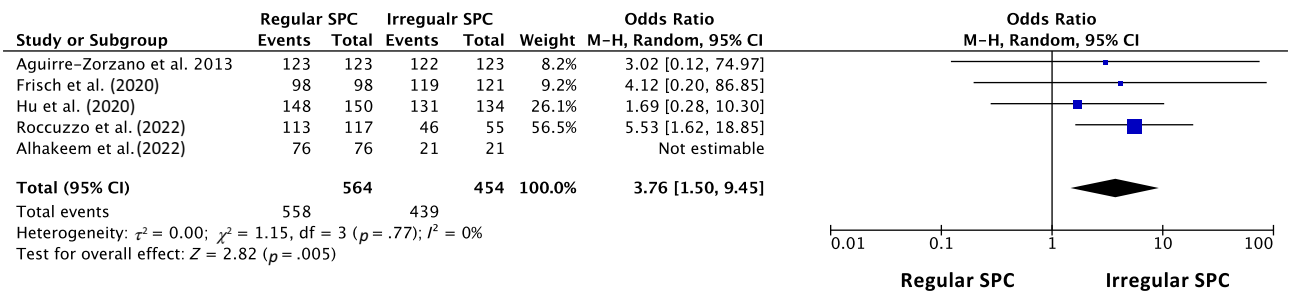 Regular SPC Irregualr SPC Odds Ratio Odds Ratio
Study or Subgroup Events Total Events Total Weight M-H, Random, 95% CI M-H, Random, 95% CI
Aguirre-Zorzano et al. 2013 123 123 122 123 8.2% 3.02 [0.12, 74.97]
Frisch et al. (2020) 98 98 119 121 9.2% 4.12 [0.20, 86.85]
Hu et al. (2020) 148 150 131 134 26.1% 1.69 [0.28, 10.30]
Roccuzzo et al. (2022) 113 117 46 55 56.5% 5.53 [1.62, 18.85]
Alhakeem et al. (2022) 76 76 21 21 Not estimable
Total (95% CI) 564 454 100.0% 3.76 [1.50, 9.45]
Total events 558 439
Heterogeneity: τ² = 0.00; χ² = 1.15, df = 3 (p = .77); I² = 0%
Test for overall effect: Z = 2.82 (p = .005)
0.01 0.1 1 10 100
Regular SPC Irregular SPC